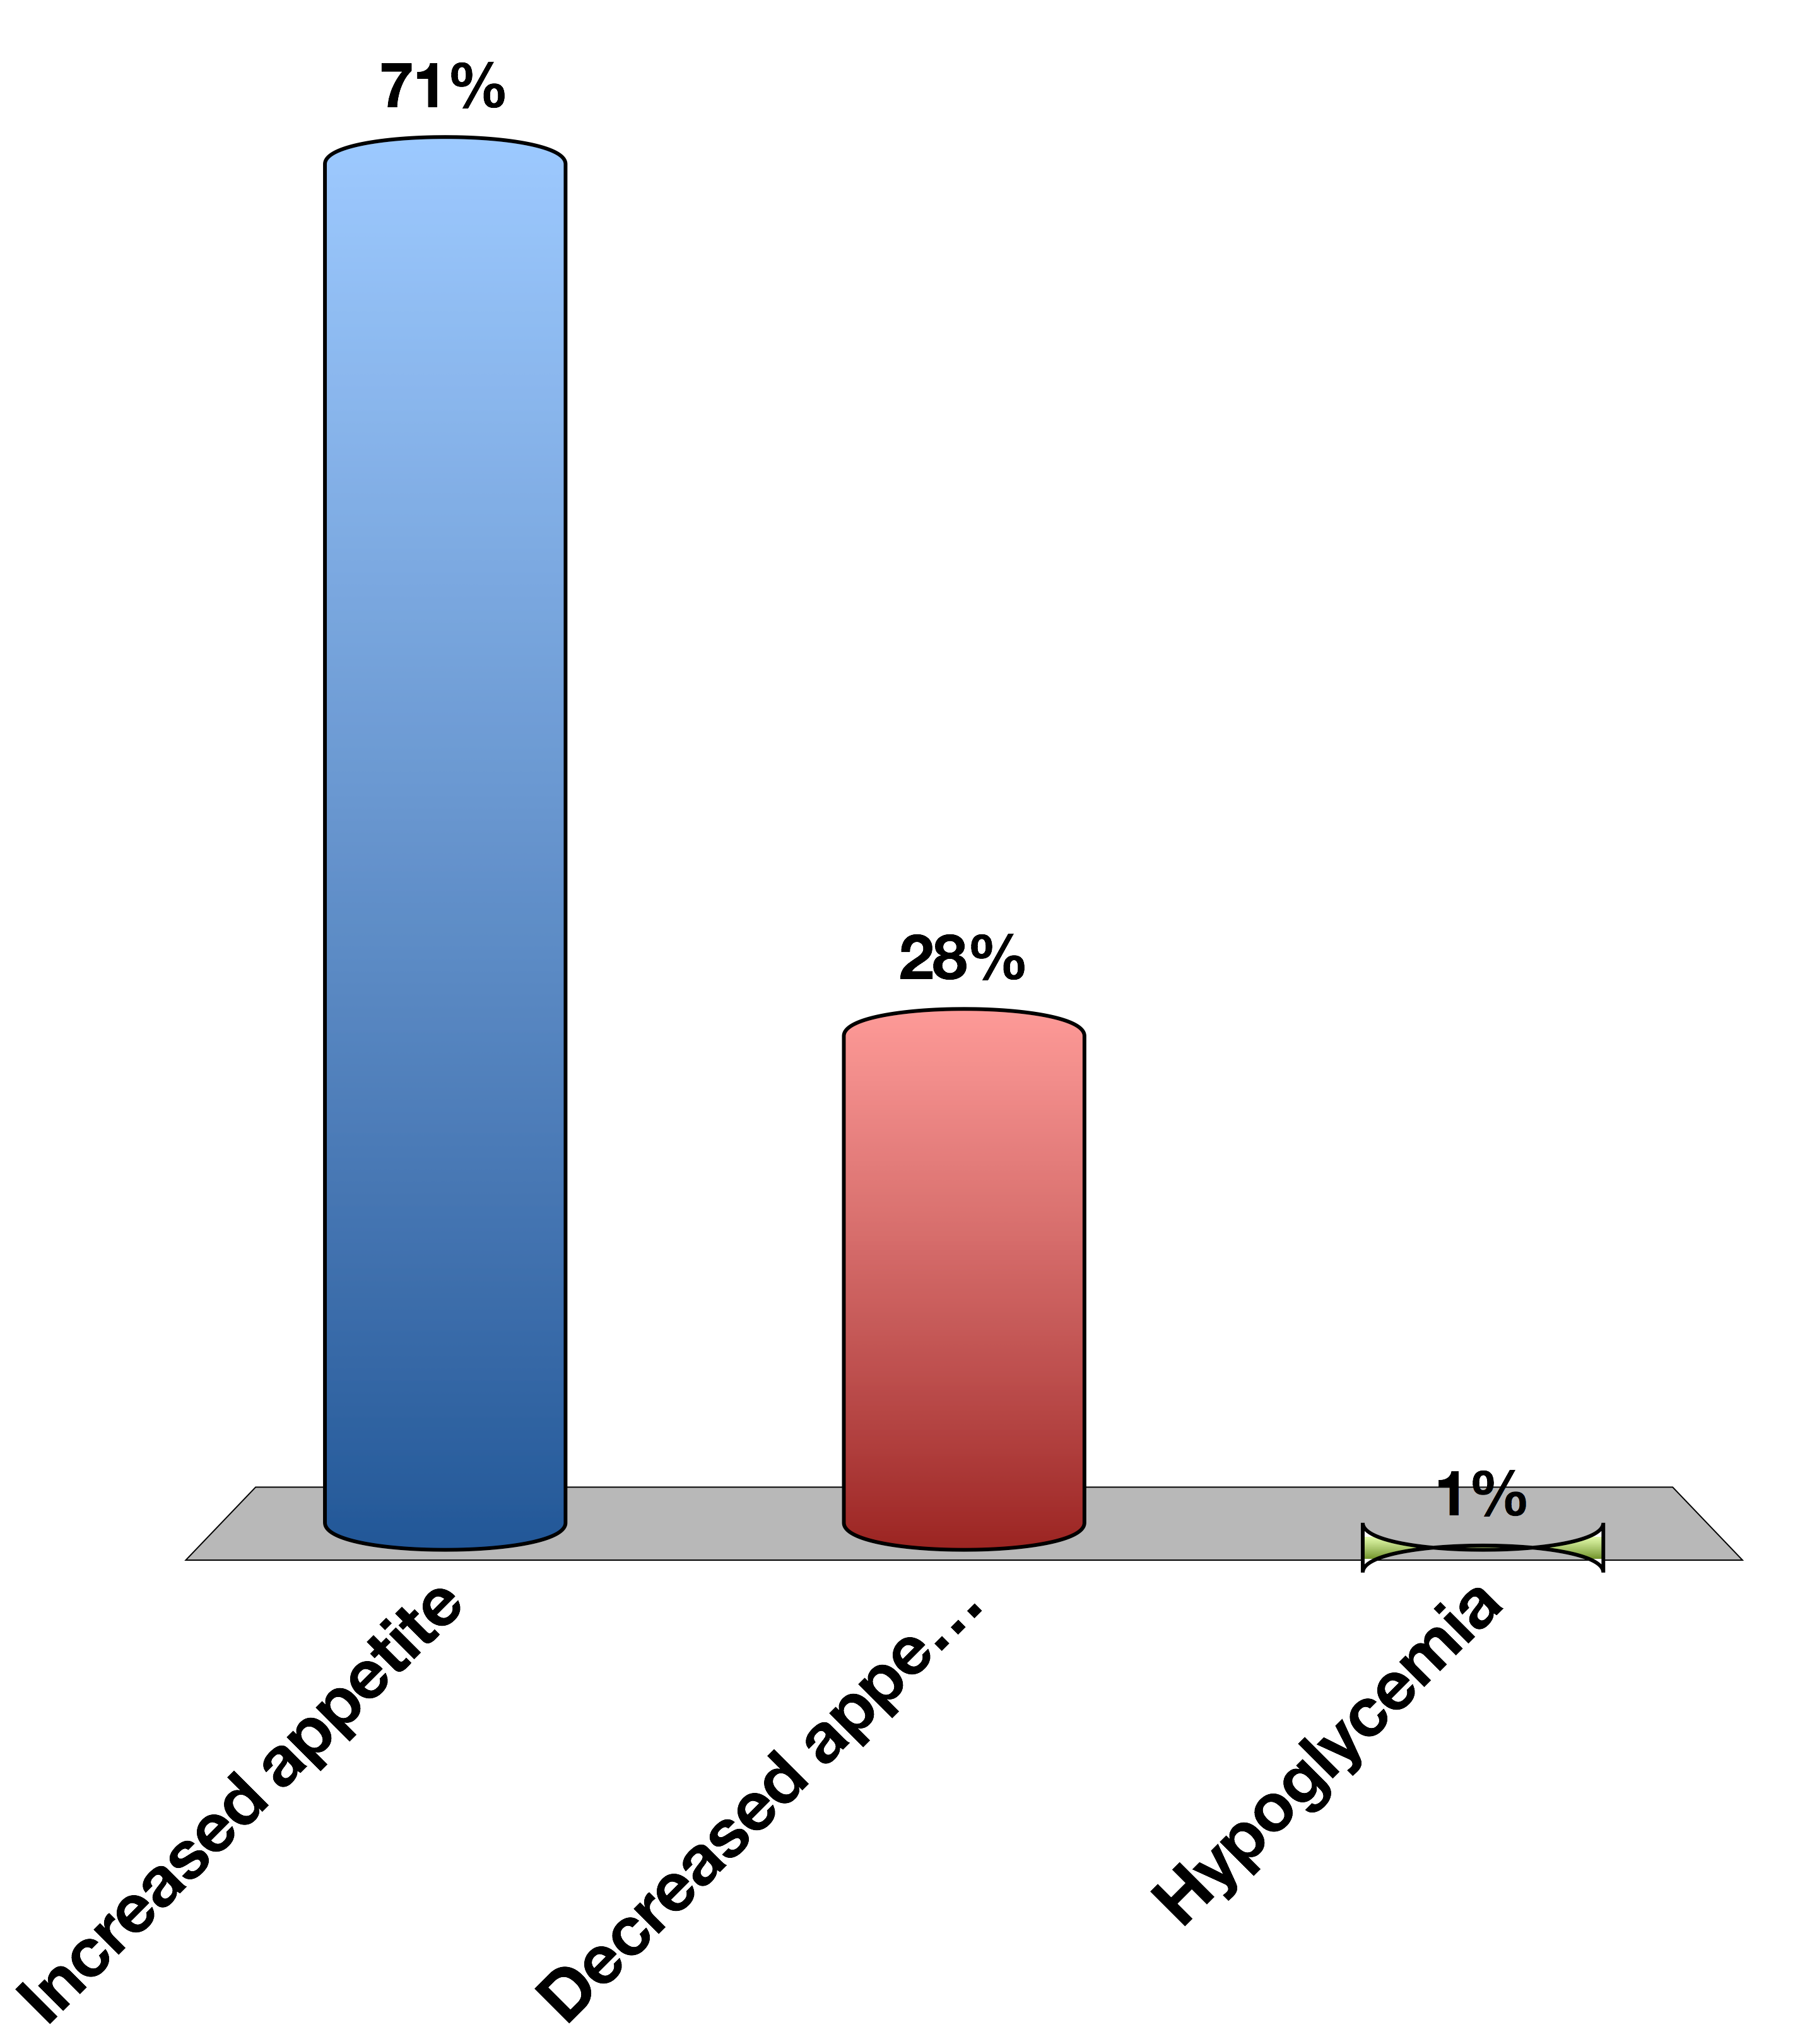 71%
28%
1%
Increased appetite
Decreased appe...
Hypoglycemia